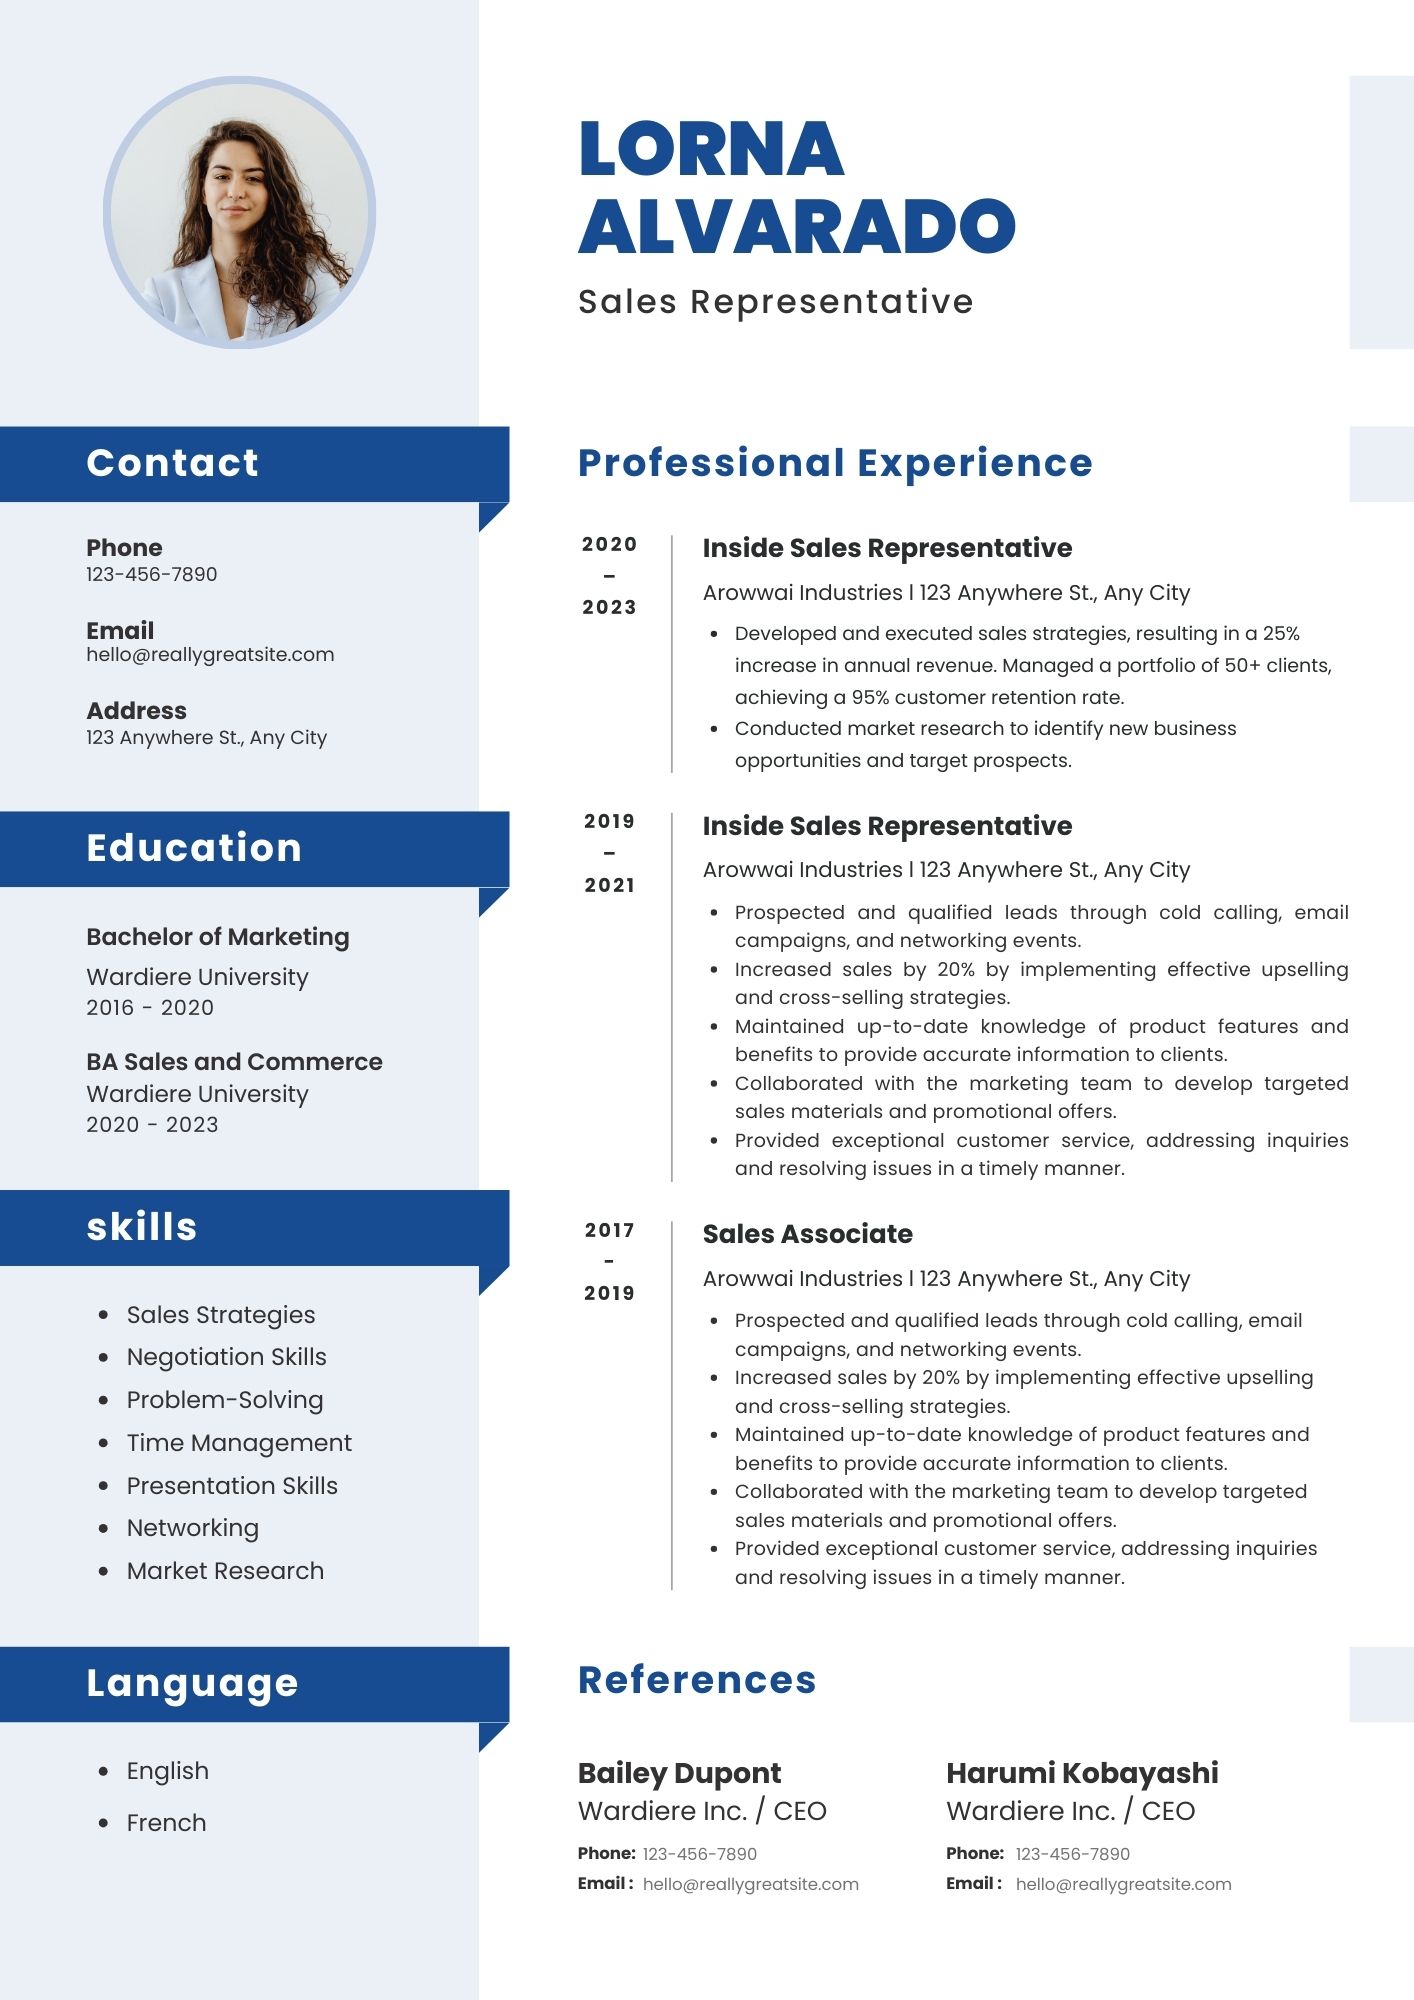 LORNA
ALVARADO
Sales Representative
Contact
Phone
123-456-7890
Email
hello@reallygreatsite.com
Address
123 Anywhere St., Any City
Education
Bachelor of Marketing
Wardiere University
2016 - 2020
BA Sales and Commerce
Wardiere University
2020 - 2023
skills
• Sales Strategies
• Negotiation Skills
• Problem-Solving
• Time Management
• Presentation Skills
• Networking
• Market Research
Language
• English
• French
Professional Experience
2020
–
2023
Inside Sales Representative
Arowwai Industries l 123 Anywhere St., Any City
• Developed and executed sales strategies, resulting in a 25%
increase in annual revenue. Managed a portfolio of 50+ clients,
achieving a 95% customer retention rate.
• Conducted market research to identify new business
opportunities and target prospects.
2019
–
2021
Inside Sales Representative
Arowwai Industries l 123 Anywhere St., Any City
• Prospected and qualified leads through cold calling, email
campaigns, and networking events.
• Increased sales by 20% by implementing effective upselling
and cross-selling strategies.
• Maintained up-to-date knowledge of product features and
benefits to provide accurate information to clients.
• Collaborated with the marketing team to develop targeted
sales materials and promotional offers.
• Provided exceptional customer service, addressing inquiries
and resolving issues in a timely manner.
2017
-
2019
Sales Associate
Arowwai Industries l 123 Anywhere St., Any City
• Prospected and qualified leads through cold calling, email
campaigns, and networking events.
• Increased sales by 20% by implementing effective upselling
and cross-selling strategies.
• Maintained up-to-date knowledge of product features and
benefits to provide accurate information to clients.
• Collaborated with the marketing team to develop targeted
sales materials and promotional offers.
• Provided exceptional customer service, addressing inquiries
and resolving issues in a timely manner.
References
Bailey Dupont
Wardiere Inc. / CEO
Phone: 123-456-7890
Email : hello@reallygreatsite.com
Harumi Kobayashi
Wardiere Inc. / CEO
Phone: 123-456-7890
Email : hello@reallygreatsite.com